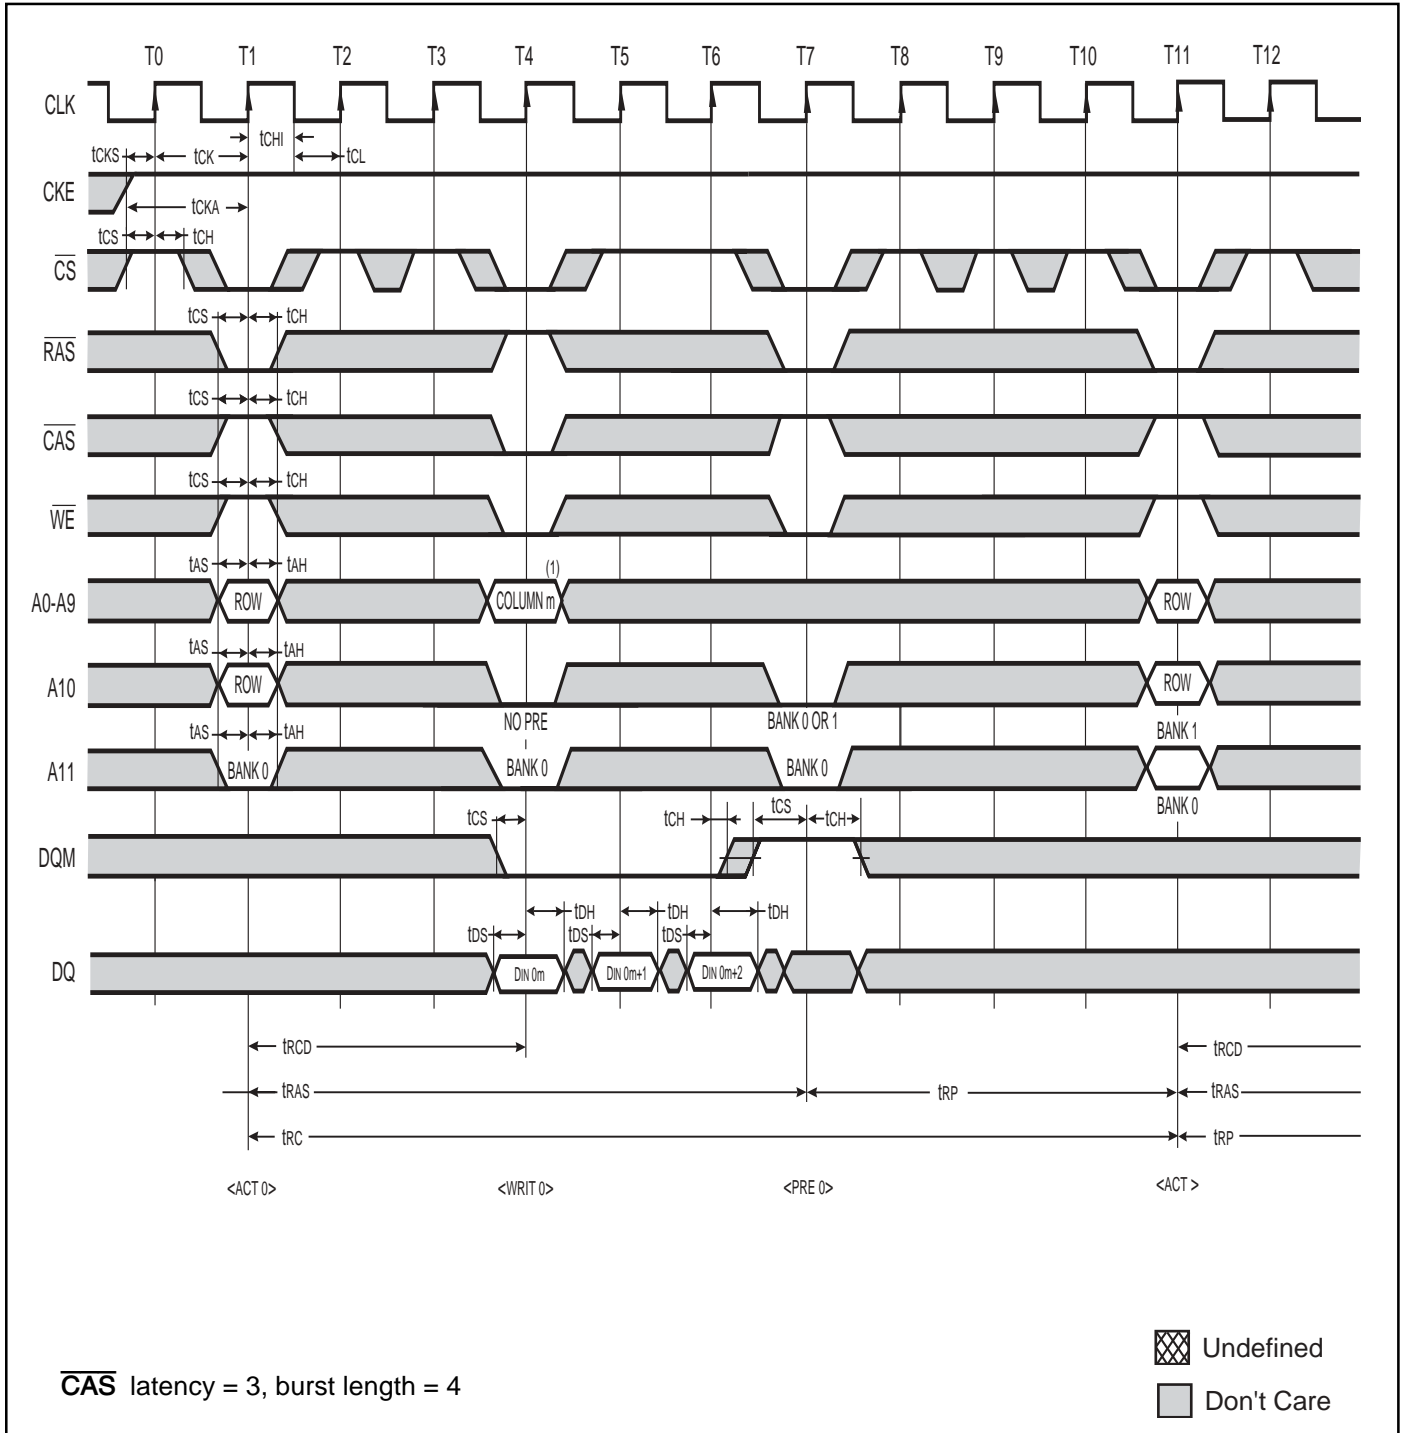 T0 T1 T2 T3 T4 T5 T6 T7 T8 T9 T10 T11 T12
CLK
tCHI
tCKS tCK tCL
CKE
tCKA
tCS tCH
CS
tCS tCH
RAS
tCS tCH
CAS
tCS tCH
WE
tAS tAH (1)
A0-A9 ROW COLUMN m ROW
tAS tAH
A10 ROW ROW
NO PRE BANK 0 OR 1 BANK 1
tAS tAH
A11 BANK 0 BANK 0 BANK 0
BANK 0
tCS tCH tCS tCH
DQM
tDH tDH tDH
tDS tDS tDS
DQ DIN 0m DIN 0m+1 DIN 0m+2
tRCD tRCD
tRAS tRP tRAS
tRC tRP
<ACT 0> <WRIT 0> <PRE 0> <ACT >
Undefined
CAS latency = 3, burst length = 4
Don't Care